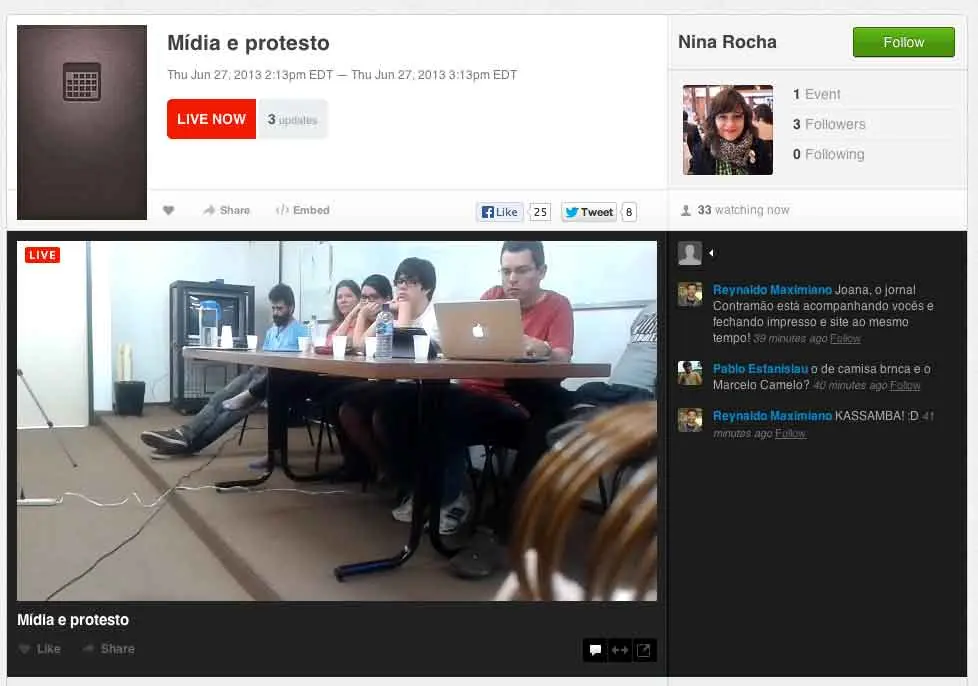 Mídia e protesto
Thu Jun 27, 2013 2:13pm EDT — Thu Jun 27, 2013 3:13pm EDT
LIVE NOW
3 updates
Share
Embed
Like
25
Tweet
8
Nina Rocha
Follow
1 Event
3 Followers
0 Following
33 watching now
LIVE
Reynaldo Maximiano Joana, o jornal
Contramão está acompanhando vocês e
fechando impresso e site ao mesmo
tempo! 39 minutes ago Follow
Pablo Estanislau o de camisa brnca e o
Marcelo Camelo? 40 minutes ago Follow
Reynaldo Maximiano KASSAMBA! :D 41
minutes ago Follow
Mídia e protesto
Like
Share